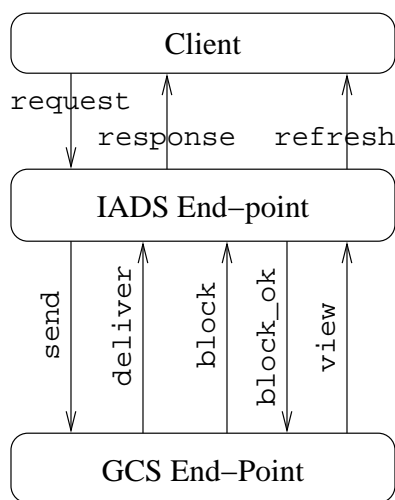 Client
request
response refresh
IADS End−point
send deliver block block_ok view
GCS End−Point